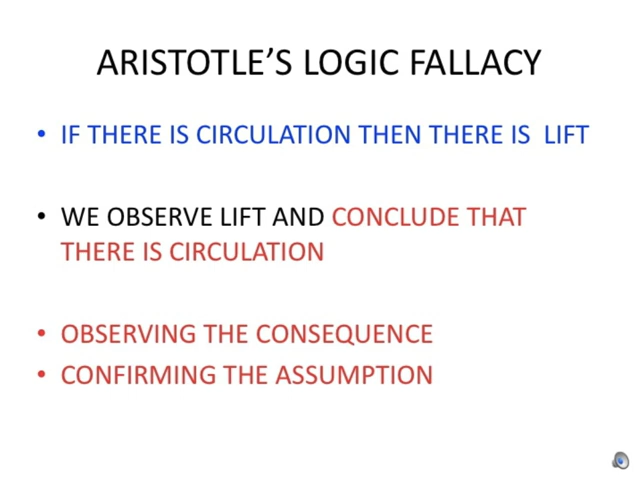 ARISTOTLE'S LOGIC FALLACY
• IF THERE IS CIRCULATION THEN THERE IS LIFT
• WE OBSERVE LIFT AND CONCLUDE THAT
THERE IS CIRCULATION
• OBSERVING THE CONSEQUENCE
• CONFIRMING THE ASSUMPTION